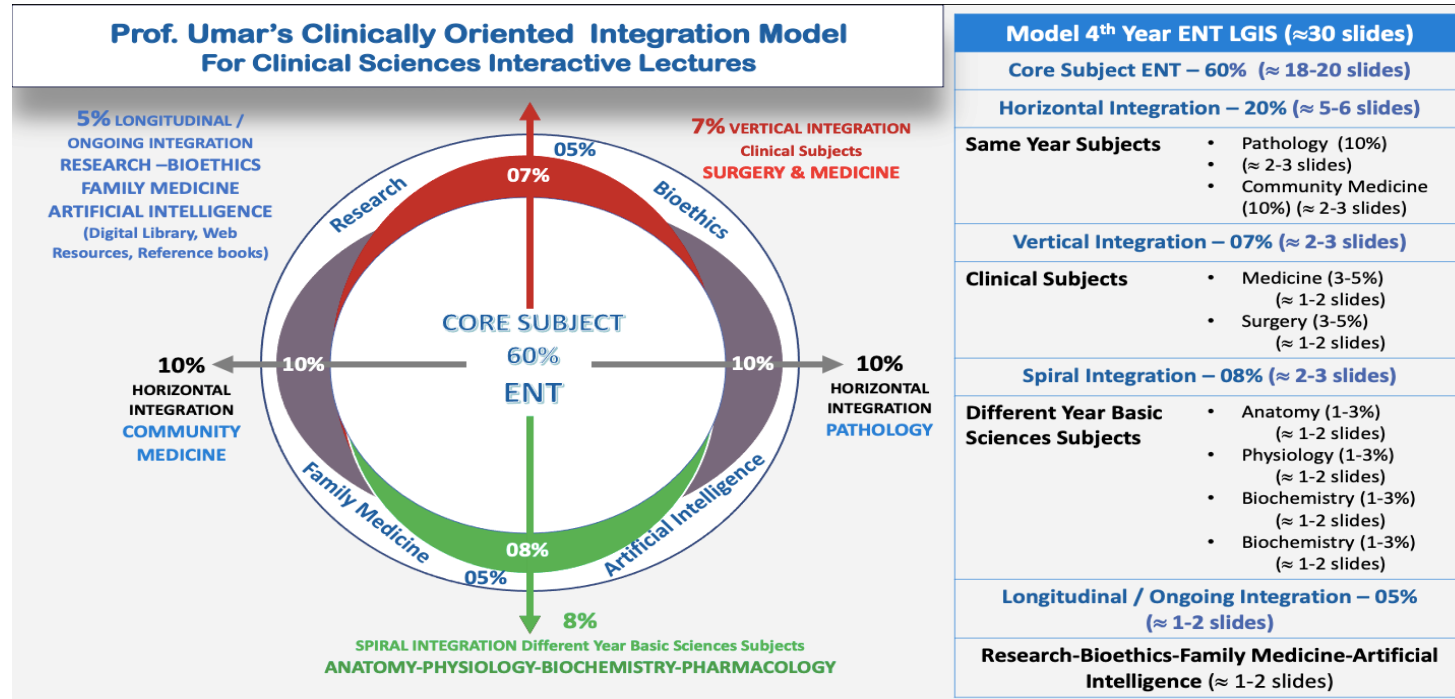 Prof. Umar's Clinically Oriented Integration Model
For Clinical Sciences Interactive Lectures
5% LONGITUDINAL /
ONGOING INTEGRATION
RESEARCH –BIOETHICS
FAMILY MEDICINE
ARTIFICIAL INTELLIGENCE
(Digital Library, Web
Resources, Reference books)
7% VERTICAL INTEGRATION
Clinical Subjects
SURGERY & MEDICINE
05%
07%
Research
Bioethics
CORE SUBJECT
60%
ENT
10%
10%
10%
HORIZONTAL
INTEGRATION
COMMUNITY
MEDICINE
10%
HORIZONTAL
INTEGRATION
PATHOLOGY
Family Medicine
Artificial Intelligence
08%
05%
8%
SPIRAL INTEGRATION Different Year Basic Sciences Subjects
ANATOMY-PHYSIOLOGY-BIOCHEMISTRY-PHARMACOLOGY
Model 4th Year ENT LGIS (≈30 slides)
Core Subject ENT – 60% (≈ 18-20 slides)
Horizontal Integration – 20% (≈ 5-6 slides)
Same Year Subjects
• Pathology (10%)
• (≈ 2-3 slides)
• Community Medicine
(10%) (≈ 2-3 slides)
Vertical Integration – 07% (≈ 2-3 slides)
Clinical Subjects
• Medicine (3-5%)
(≈ 1-2 slides)
• Surgery (3-5%)
(≈ 1-2 slides)
Spiral Integration – 08% (≈ 2-3 slides)
Different Year Basic
Sciences Subjects
• Anatomy (1-3%)
(≈ 1-2 slides)
• Physiology (1-3%)
(≈ 1-2 slides)
• Biochemistry (1-3%)
(≈ 1-2 slides)
• Biochemistry (1-3%)
(≈ 1-2 slides)
Longitudinal / Ongoing Integration – 05%
(≈ 1-2 slides)
Research-Bioethics-Family Medicine-Artificial
Intelligence (≈ 1-2 slides)